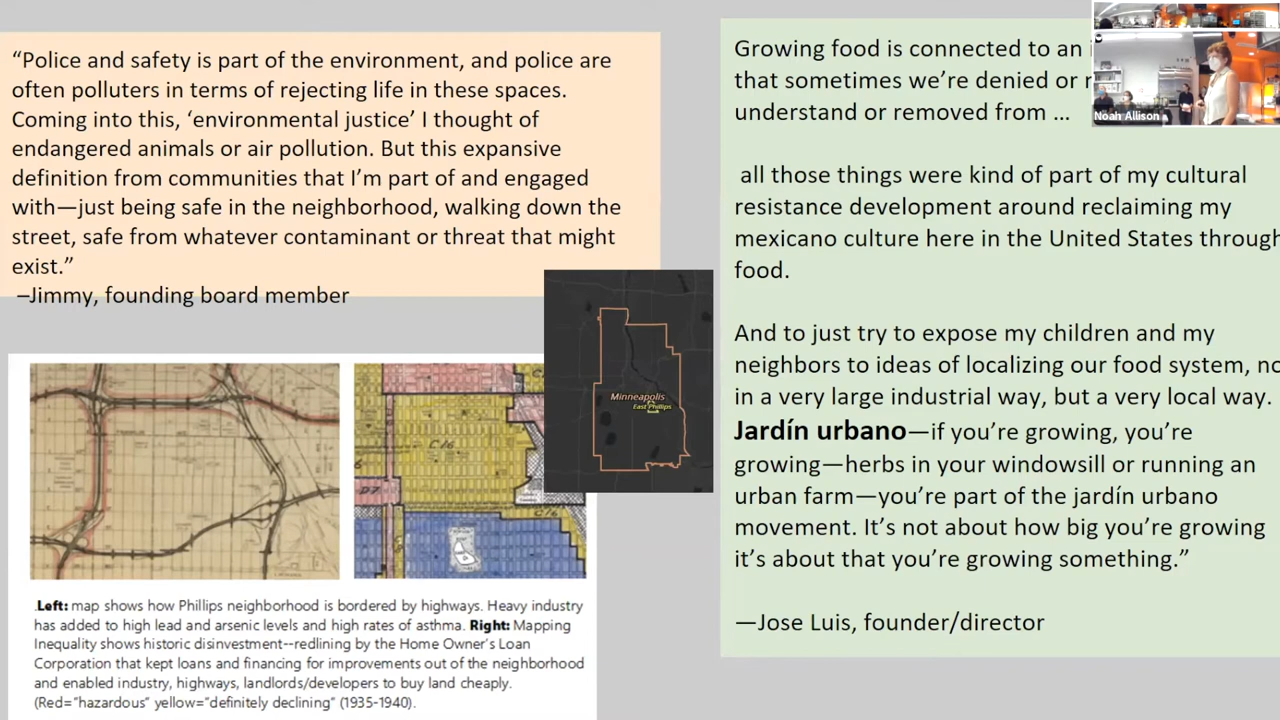 “Police and safety is part of the environment, and police are
often polluters in terms of rejecting life in these spaces.
Coming into this, ‘environmental justice’ I thought of
endangered animals or air pollution. But this expansive
definition from communities that I’m part of and engaged
with—just being safe in the neighborhood, walking down the
street, safe from whatever contaminant or threat that might
exist.”
–Jimmy, founding board member
Minneapolis
East Phillips
C16
D7
C16
.Left: map shows how Phillips neighborhood is bordered by highways. Heavy industry
has added to high lead and arsenic levels and high rates of asthma. Right: Mapping
Inequality shows historic disinvestment--redlining by the Home Owner’s Loan
Corporation that kept loans and financing for improvements out of the neighborhood
and enabled industry, highways, landlords/developers to buy land cheaply.
(Red=“hazardous” yellow=“definitely declining” (1935-1940).
Growing food is connected to an
that sometimes we’re denied or
understand or removed from …
all those things were kind of part of my cultural
resistance development around reclaiming my
mexicano culture here in the United States through
food.
And to just try to expose my children and my
neighbors to ideas of localizing our food system,
in a very large industrial way, but a very local way.
Jardín urbano—if you’re growing, you’re
growing—herbs in your windowsill or running an
urban farm—you’re part of the jardín urbano
movement. It’s not about how big you’re growing
it’s about that you’re growing something.”
—Jose Luis, founder/director
Noah Allison